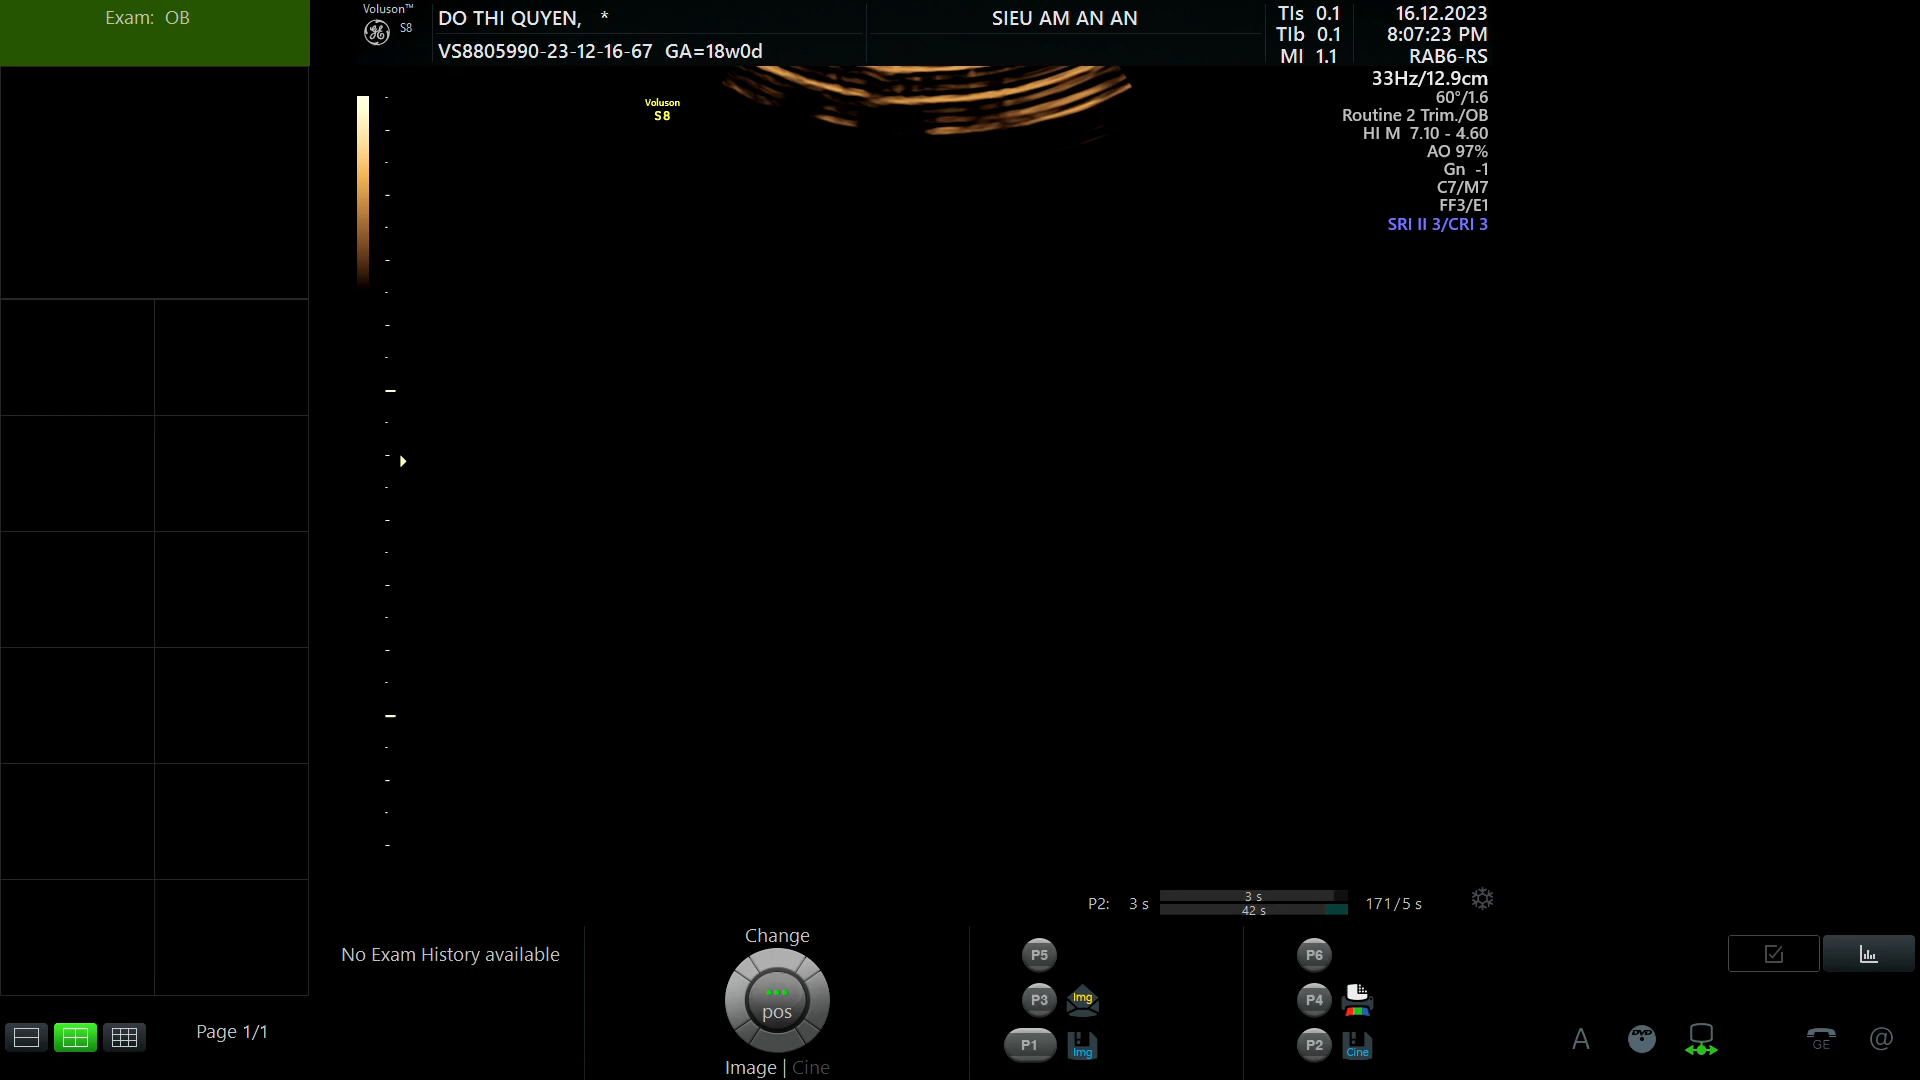 Exam: OB
Voluson™
S8
DO THI QUYEN, *
VS8805990-23-12-16-67 GA=18w0d
SIEU AM AN AN
TIs 0.1
TIb 0.1
MI 1.1
16.12.2023
8:07:23 PM
RAB6-RS
33Hz/12.9cm
60°/1.6
Routine 2 Trim./OB
HI M 7.10 - 4.60
AO 97%
Gn -1
C7/M7
FF3/E1
SRI II 3/CRI 3
Voluson
S8
P2: 3 s
3 s
42 s
171/5 s
No Exam History available
Change
pos
Image | Cine
P5
P3
Img
P1
Img
P6
P4
P2
Cine
Page 1/1
A
DVD
GE
@